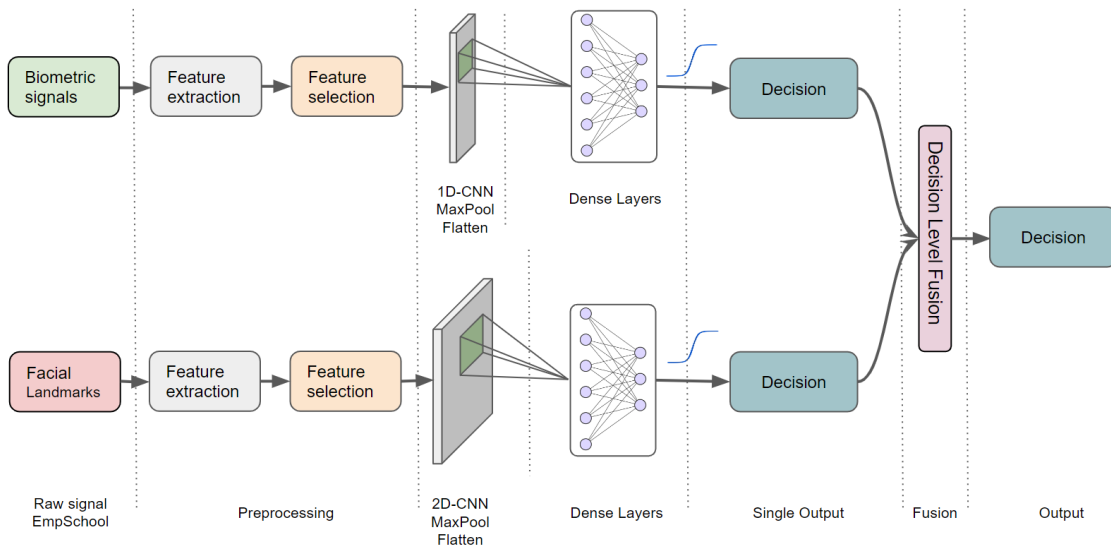 Biometric
signals
Feature
extraction
Feature
selection
1D-CNN
MaxPool
Flatten
Dense Layers
Decision
Facial
Landmarks
Feature
extraction
Feature
selection
Decision
Decision Level Fusion
Decision
Raw signal
EmpSchool
Preprocessing
2D-CNN
MaxPool
Flatten
Dense Layers
Single Output
Fusion
Output